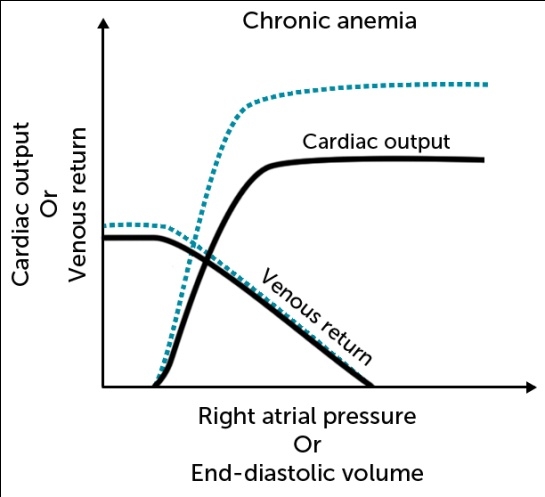 Chronic anemia
Cardiac output
Or
Venous return
Cardiac output
Venous return
Right atrial pressure
Or
End-diastolic volume